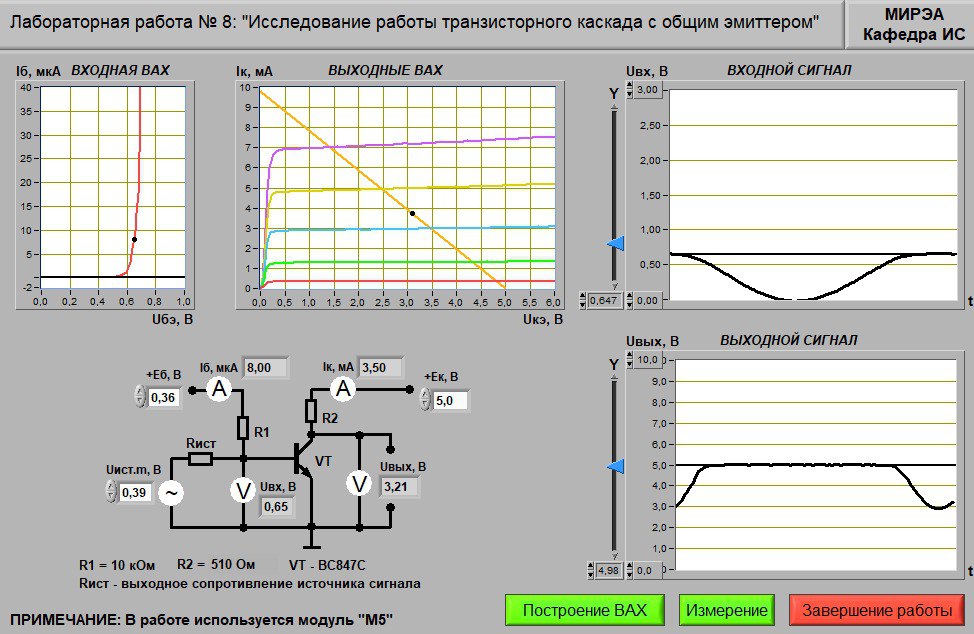 Лабораторная работа № 8: "Исследование работы транзисторного каскада с общим эмиттером"
МИРЭА
Кафедра ИС
Iб, мкА ВХОДНАЯ ВАХ
40
35
30
25
20
15
10
5
-2
0,0 0,2 0,4 0,6 0,8 1,0
Uбэ, В
Iк, мА ВЫХОДНЫЕ ВАХ
10
9
8
7
6
5
4
3
2
1
0
0,0 0,5 1,0 1,5 2,0 2,5 3,0 3,5 4,0 4,5 5,0 5,5 6,0
Uкэ, В
Uвх, В ВХОДНОЙ СИГНАЛ
Y
3,00
2,50
2,00
1,50
1,00
0,50
0,647
0,00
t
Uвых, В ВЫХОДНОЙ СИГНАЛ
Y
10,0
9,0
8,0
7,0
6,0
5,0
4,0
3,0
2,0
1,0
4,98
0,0
t
Iб, мкА 8,00
Iк, мА 3,50
+Еб, В
0,36
A
A
+Ек, В
5,0
R1
R2
Rист
VT
Uист.m, В
0,39
~
V
Uвх, В
0,65
V
Uвых, В
3,21
R1 = 10 кОм R2 = 510 Ом VT - BC847C
Rист - выходное сопротивление источника сигнала
ПРИМЕЧАНИЕ: В работе используется модуль "М5"
Построение ВАХ
Измерение
Завершение работы